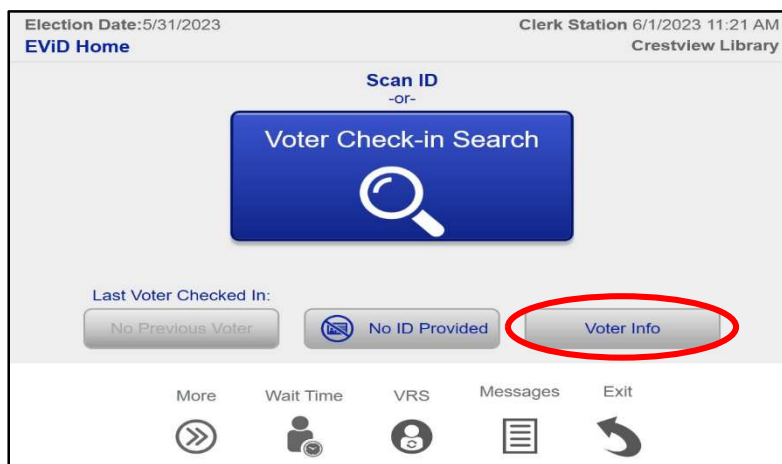 Election Date:5/31/2023
Clerk Station 6/1/2023 11:21 AM
EViD Home
Crestview Library
Scan ID
-or-
Voter Check-in Search
Last Voter Checked In:
No Previous Voter
No ID Provided
Voter Info
More
Wait Time
VRS
Messages
Exit